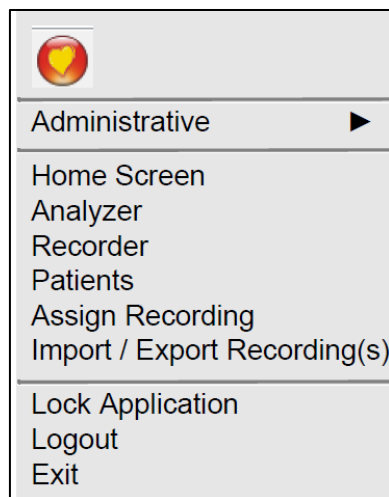 Administrative ►
Home Screen
Analyzer
Recorder
Patients
Assign Recording
Import / Export Recording(s)
Lock Application
Logout
Exit